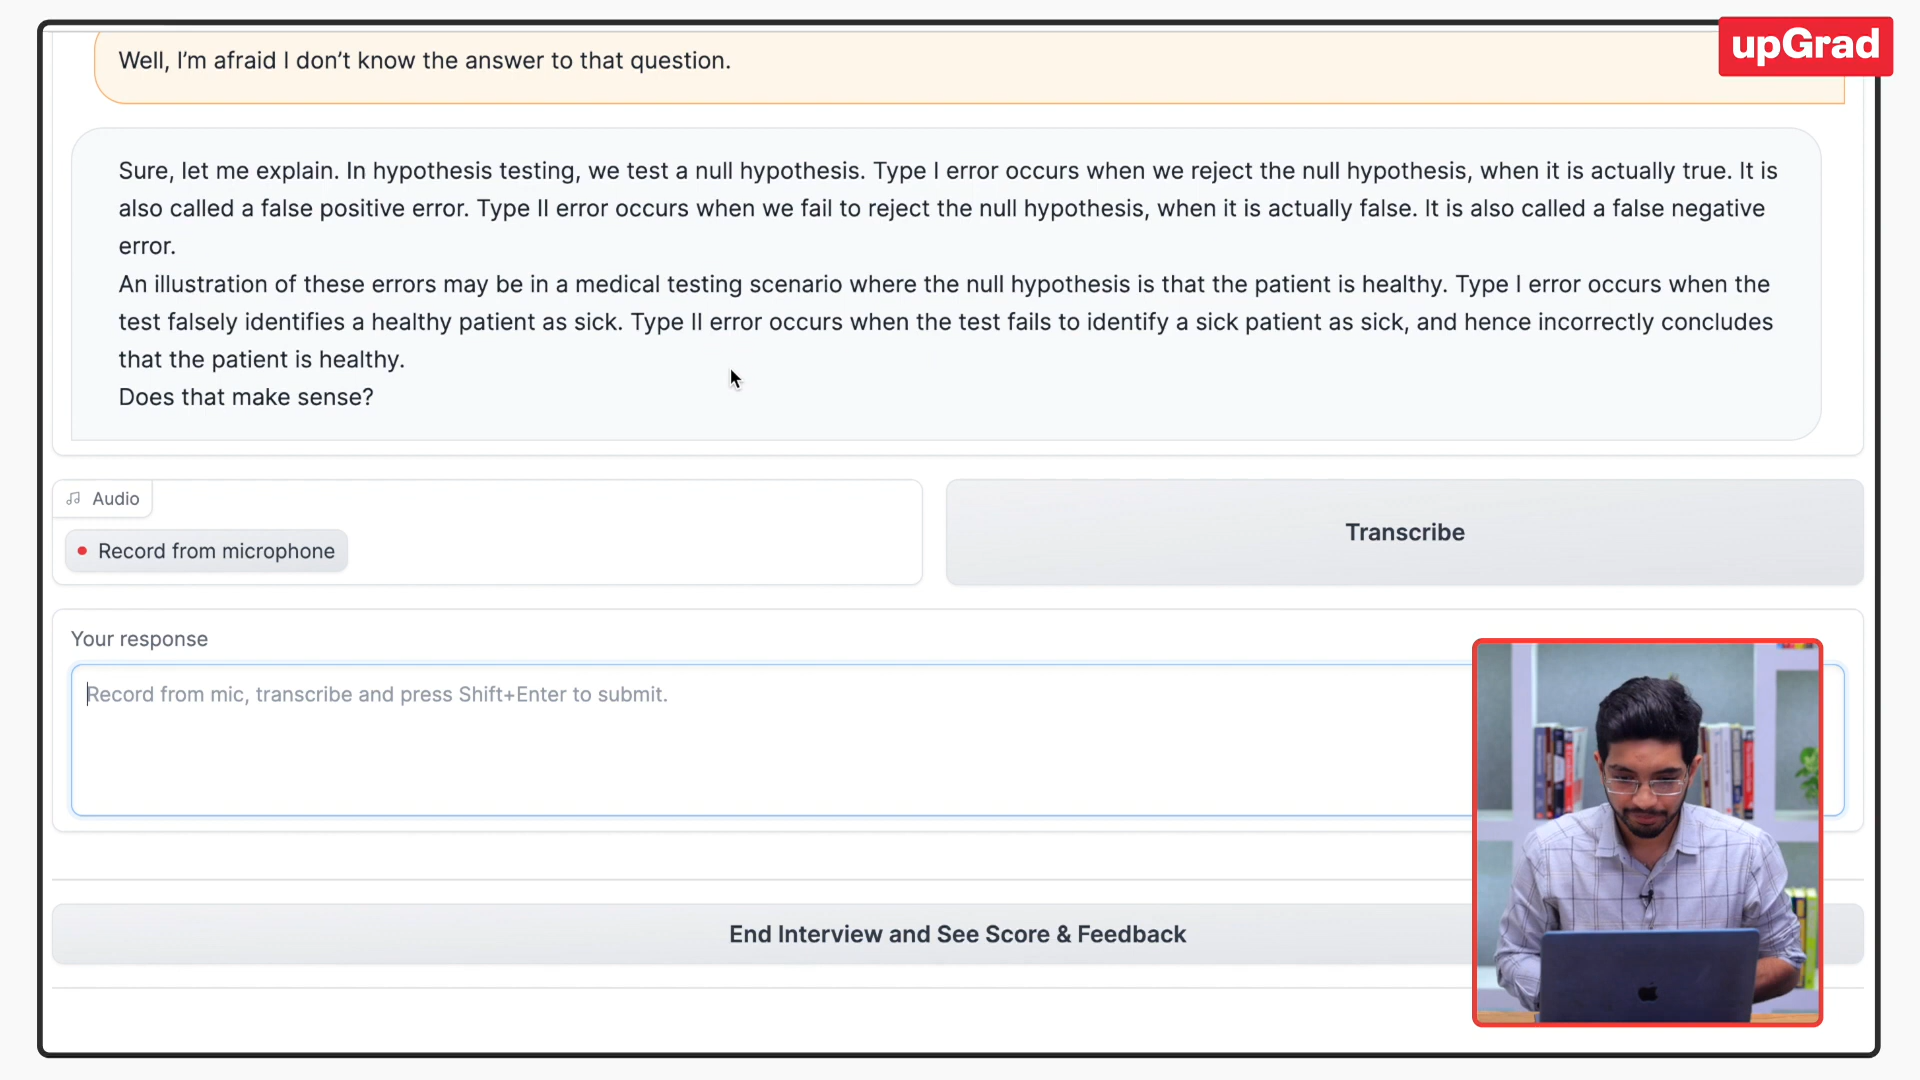 upGrad
Well, I’m afraid I don’t know the answer to that question.
Sure, let me explain. In hypothesis testing, we test a null hypothesis. Type I error occurs when we reject the null hypothesis, when it is actually true. It is
also called a false positive error. Type II error occurs when we fail to reject the null hypothesis, when it is actually false. It is also called a false negative
error.
An illustration of these errors may be in a medical testing scenario where the null hypothesis is that the patient is healthy. Type I error occurs when the
test falsely identifies a healthy patient as sick. Type II error occurs when the test fails to identify a sick patient as sick, and hence incorrectly concludes
that the patient is healthy.
Does that make sense?
Audio
Record from microphone
Transcribe
Your response
Record from mic, transcribe and press Shift+Enter to submit.
End Interview and See Score & Feedback